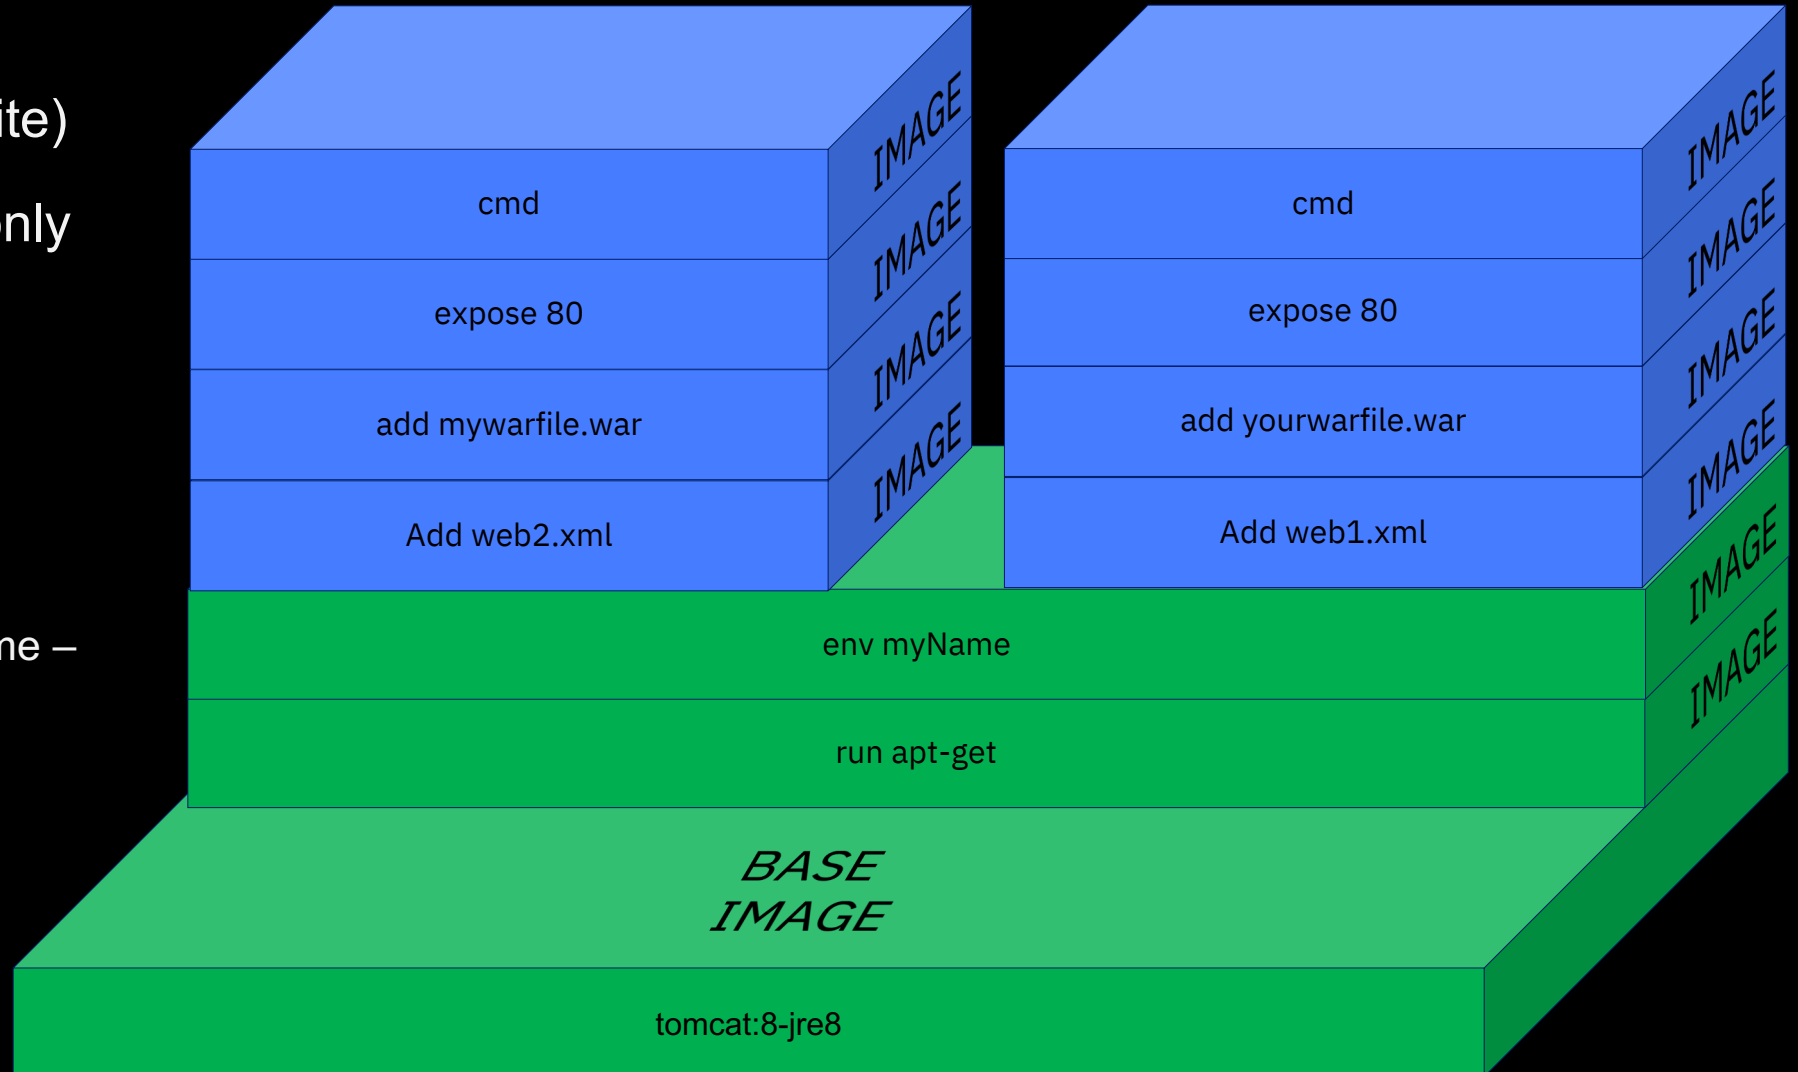 ite)
only
me –
cmd
expose 80
add mywarfile.war
Add web2.xml
IMAGE
IMAGE
IMAGE
IMAGE
cmd
expose 80
add yourwarfile.war
Add web1.xml
IMAGE
IMAGE
IMAGE
IMAGE
env myName
run apt-get
IMAGE
IMAGE
BASE
IMAGE
tomcat:8-jre8